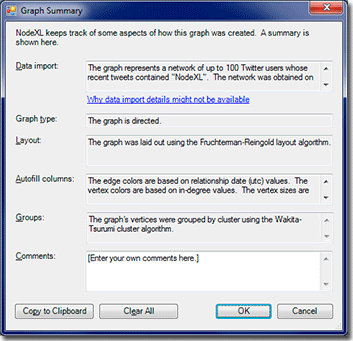 Graph Summary
NodeXL keeps track of some aspects of how this graph was created. A summary
is shown here.
Data import:
The graph represents a network of up to 100 Twitter users whose
recent tweets contained "NodeXL". The network was obtained on
Why data import details might not be available
Graph type:
The graph is directed.
Layout:
The graph was laid out using the Fruchterman-Reingold layout algorithm.
Autofill columns:
The edge colors are based on relationship date (utc) values. The
vertex colors are based on in-degree values. The vertex sizes are
Groups:
The graph's vertices were grouped by cluster using the Wakita-
Tsurumi cluster algorithm.
Comments:
[Enter your own comments here.]
Copy to Clipboard
Clear All
OK
Cancel